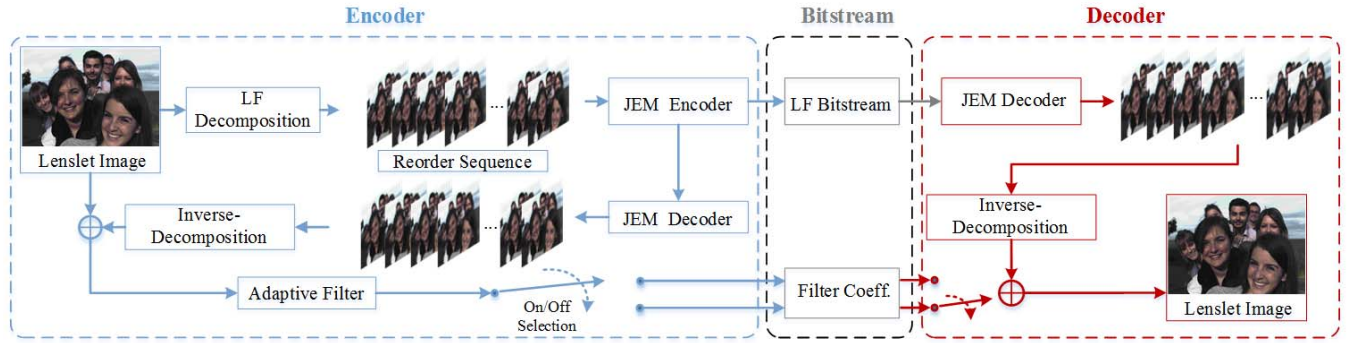 Encoder
Bitstream
Decoder
LF
Decomposition
...
JEM Encoder
LF Bitstream
JEM Decoder
...
Lenslet Image
Reorder Sequence
Inverse-
Decomposition
...
JEM Decoder
Inverse-
Decomposition
Adaptive Filter
On/Off
Selection
Filter Coeff.
Lenslet Image